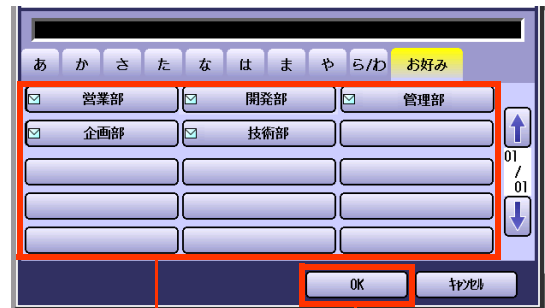 あ か さ た な は ま や ら/わ お好み
営業部 開発部 管理部
企画部 技術部
01
/
01
OK ｷｬﾝｾﾙ